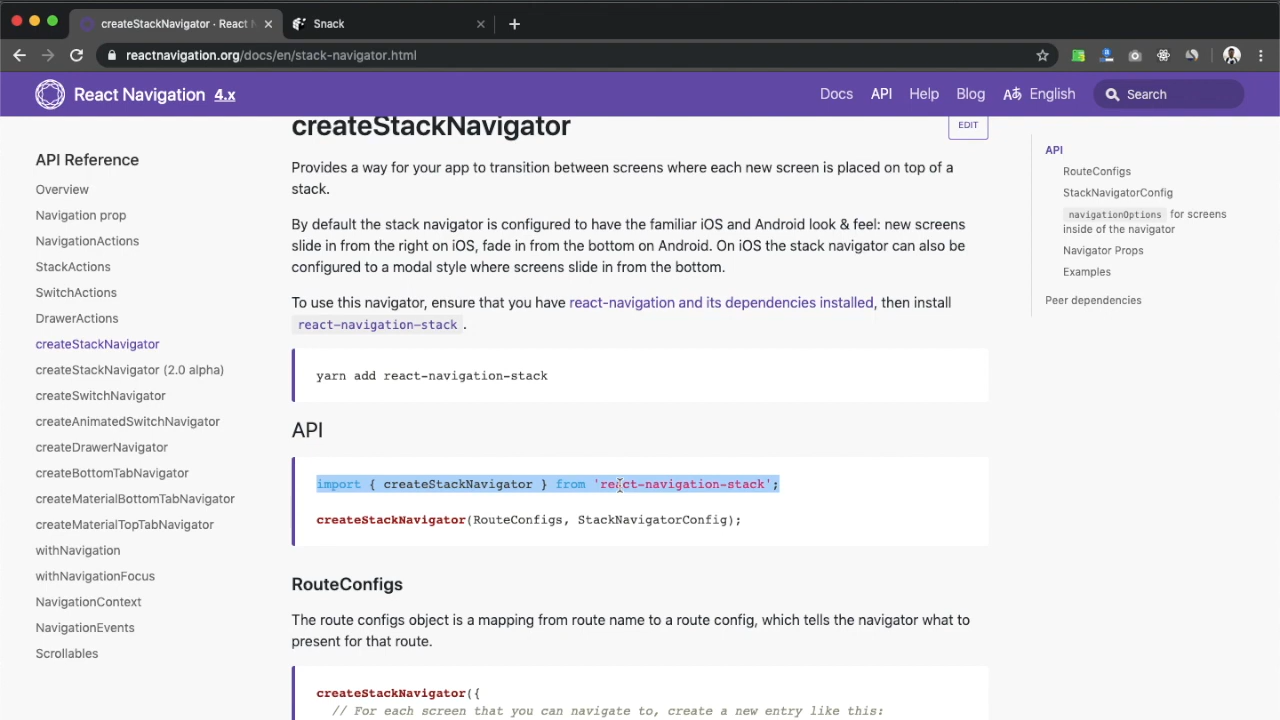 createStackNavigator · React N
Snack
reactnavigation.org/docs/en/stack-navigator.html
React Navigation 4.x
Docs API Help Blog English Search
API Reference
Overview
Navigation prop
NavigationActions
StackActions
SwitchActions
DrawerActions
createStackNavigator
createStackNavigator (2.0 alpha)
createSwitchNavigator
createAnimatedSwitchNavigator
createDrawerNavigator
createBottomTabNavigator
createMaterialBottomTabNavigator
createMaterialTopTabNavigator
withNavigation
withNavigationFocus
NavigationContext
NavigationEvents
Scrollables
createStackNavigator
EDIT
Provides a way for your app to transition between screens where each new screen is placed on top of a
stack.
By default the stack navigator is configured to have the familiar iOS and Android look & feel: new screens
slide in from the right on iOS, fade in from the bottom on Android. On iOS the stack navigator can also be
configured to a modal style where screens slide in from the bottom.
To use this navigator, ensure that you have react-navigation and its dependencies installed, then install
react-navigation-stack .
yarn add react-navigation-stack
API
import { createStackNavigator } from 'react-navigation-stack';
createStackNavigator(RouteConfigs, StackNavigatorConfig);
RouteConfigs
The route configs object is a mapping from route name to a route config, which tells the navigator what to
present for that route.
createStackNavigator({
// For each screen that you can navigate to, create a new entry like this:
API
RouteConfigs
StackNavigatorConfig
navigationOptions for screens
inside of the navigator
Navigator Props
Examples
Peer dependencies